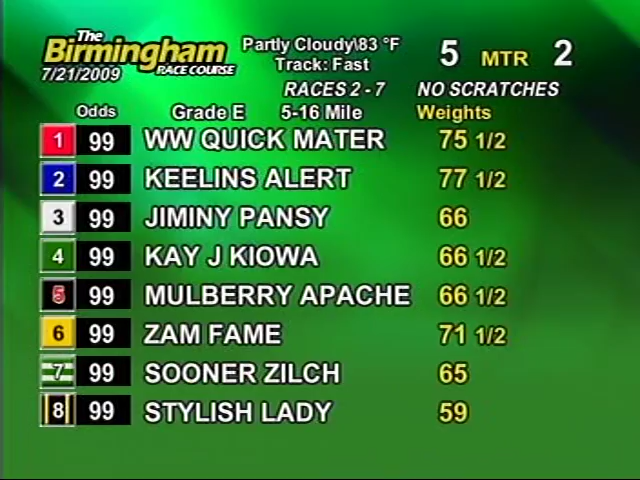 The
Birmingham
RACE COURSE
7/21/2009
Partly Cloudy\83 °F
Track: Fast
5 MTR 2
RACES 2 - 7 NO SCRATCHES
Odds Grade E 5-16 Mile Weights
1 99 WW QUICK MATER 75 1/2
2 99 KEELINS ALERT 77 1/2
3 99 JIMINY PANSY 66
4 99 KAY J KIOWA 66 1/2
5 99 MULBERRY APACHE 66 1/2
6 99 ZAM FAME 71 1/2
7 99 SOONER ZILCH 65
8 99 STYLISH LADY 59